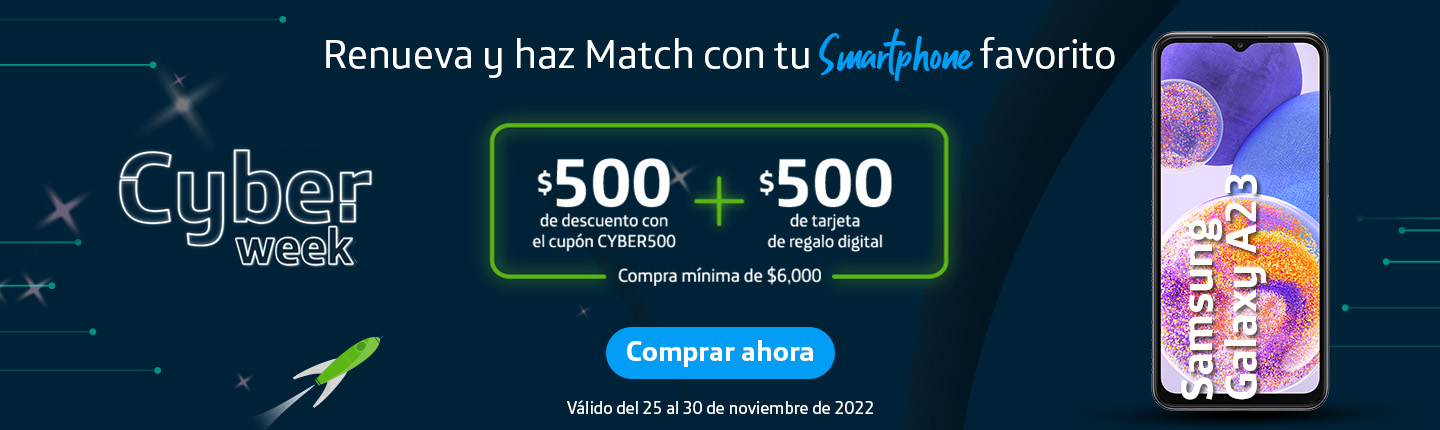 Renueva y haz Match con tu Smartphone favorito
Cyber
week
$500
de descuento con
el cupón CYBER500
+
$500
de tarjeta
de regalo digital
Compra mínima de $6,000
Comprar ahora
Válido del 25 al 30 de noviembre de 2022
Samsung
Galaxy A23